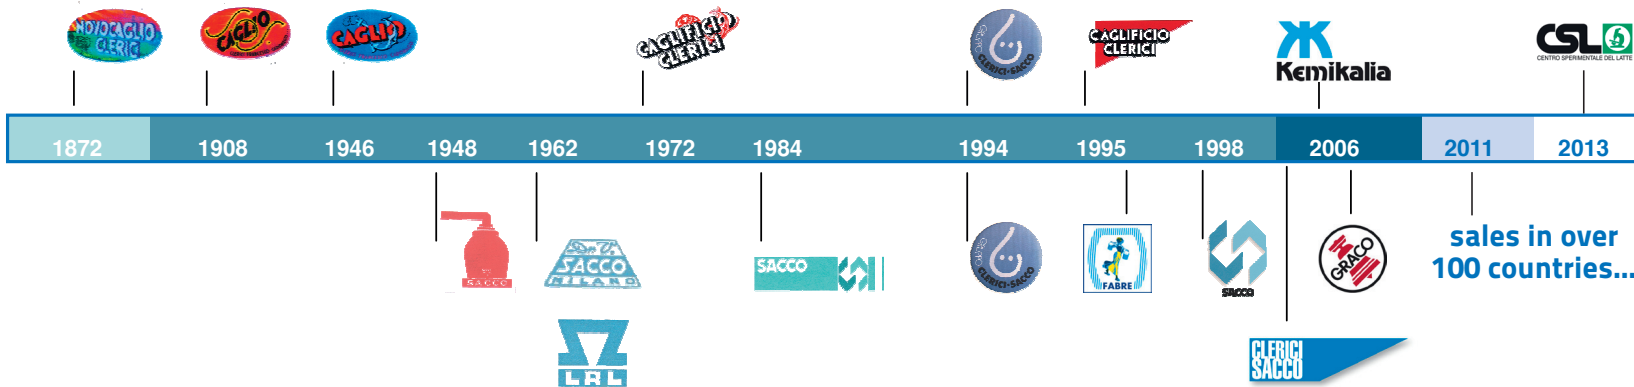 NOVOCAGLIO
CLERICI
CAGLIO
CAGLIO
CAGLIFICIO
CLERICI
CLERICI-SACCO
CAGLIFICIO
CLERICI
Kemikalia
CSL
CENTRO SPERIMENTALE DEL LATTE
1872
1908
1946
1948
1962
1972
1984
1994
1995
1998
2006
2011
2013
SACCO
SACCO
MILANO
LRL
SACCO
CLERICI-SACCO
FABRE
SACCO
GRACO
sales in over
100 countries...
CLERICI
SACCO